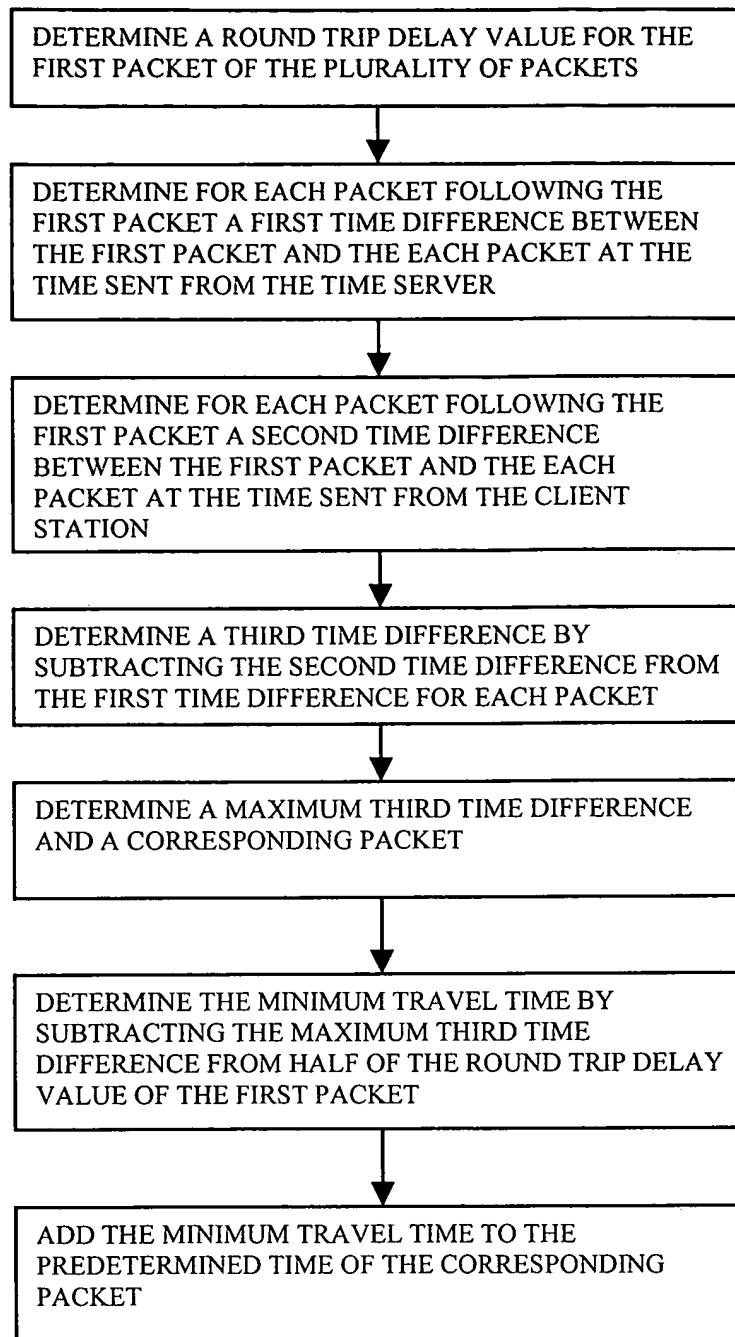 DETERMINE A ROUND TRIP DELAY VALUE FOR THE
FIRST PACKET OF THE PLURALITY OF PACKETS
DETERMINE FOR EACH PACKET FOLLOWING THE
FIRST PACKET A FIRST TIME DIFFERENCE BETWEEN
THE FIRST PACKET AND THE EACH PACKET AT THE
TIME SENT FROM THE TIME SERVER
DETERMINE FOR EACH PACKET FOLLOWING THE
FIRST PACKET A SECOND TIME DIFFERENCE
BETWEEN THE FIRST PACKET AND THE EACH
PACKET AT THE TIME SENT FROM THE CLIENT
STATION
DETERMINE A THIRD TIME DIFFERENCE BY
SUBTRACTING THE SECOND TIME DIFFERENCE FROM
THE FIRST TIME DIFFERENCE FOR EACH PACKET
DETERMINE A MAXIMUM THIRD TIME DIFFERENCE
AND A CORRESPONDING PACKET
DETERMINE THE MINIMUM TRAVEL TIME BY
SUBTRACTING THE MAXIMUM THIRD TIME
DIFFERENCE FROM HALF OF THE ROUND TRIP DELAY
VALUE OF THE FIRST PACKET
ADD THE MINIMUM TRAVEL TIME TO THE
PREDETERMINED TIME OF THE CORRESPONDING
PACKET